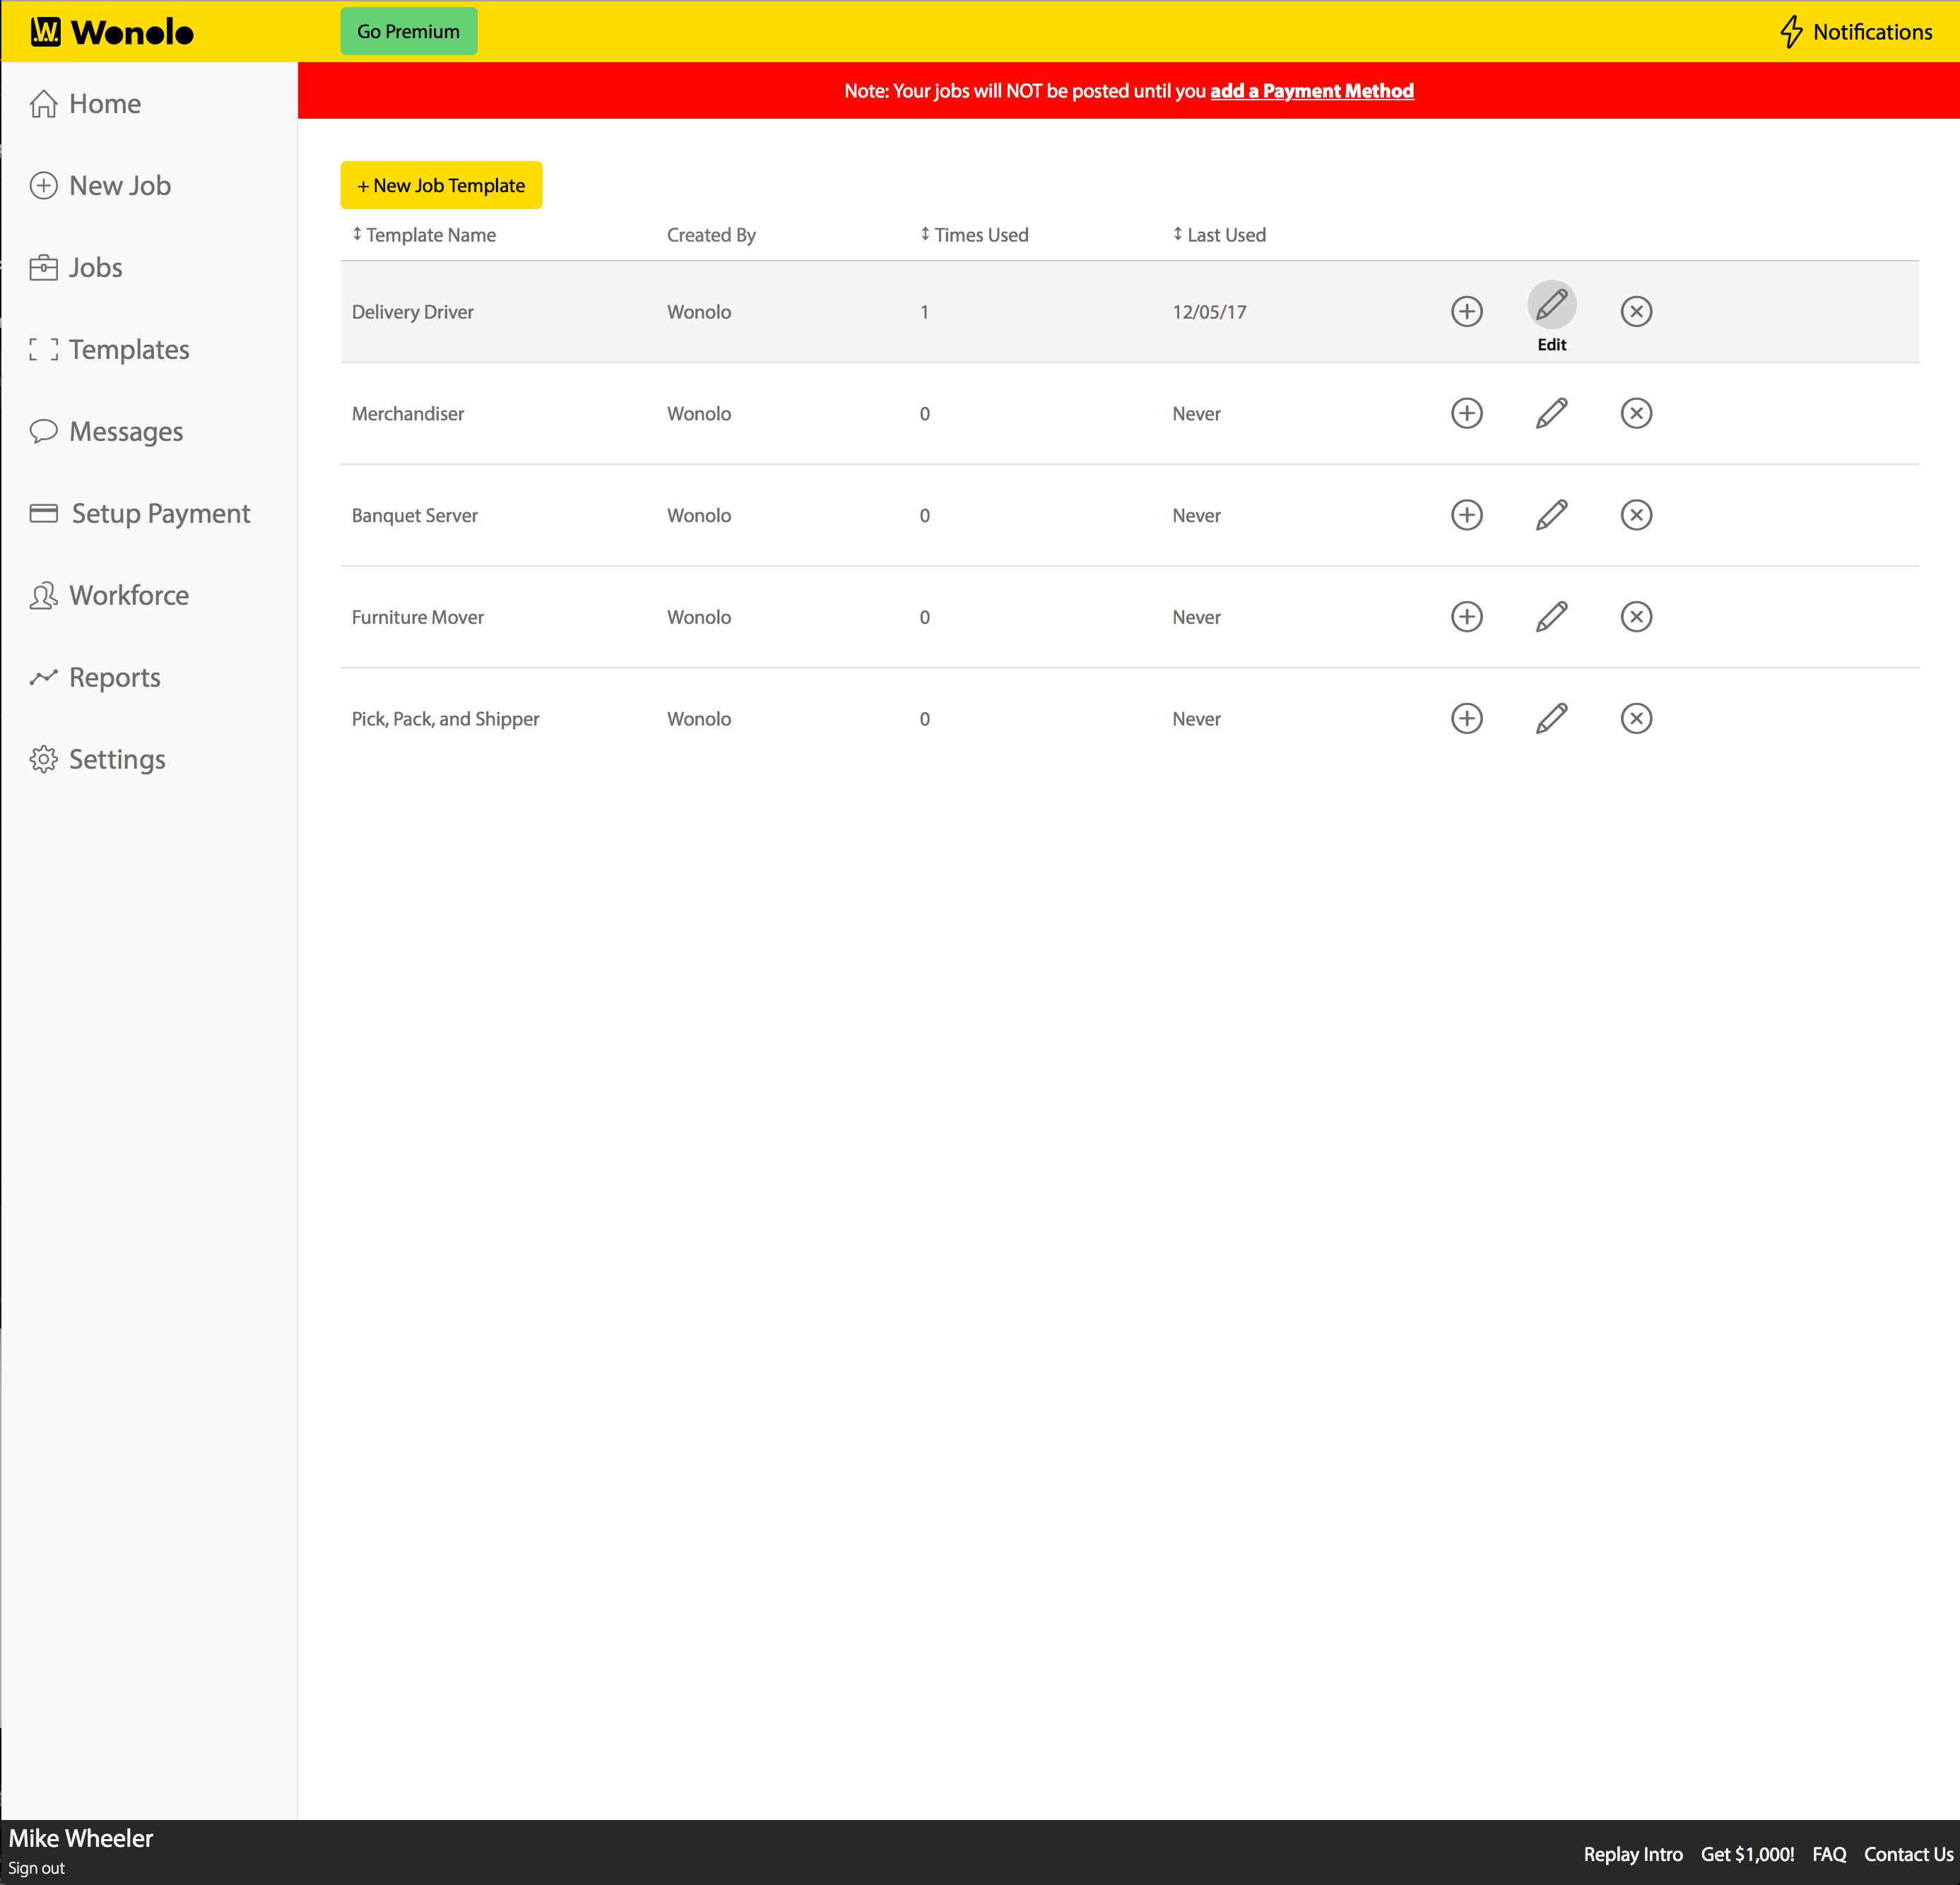 W. Wonolo
Go Premium
Notifications
Home
New Job
Jobs
Templates
Messages
Setup Payment
Workforce
Reports
Settings
Note: Your jobs will NOT be posted until you add a Payment Method
+ New Job Template
Template Name Created By Times Used Last Used
Delivery Driver Wonolo 1 12/05/17
Edit
Merchandiser Wonolo 0 Never
Banquet Server Wonolo 0 Never
Furniture Mover Wonolo 0 Never
Pick, Pack, and Shipper Wonolo 0 Never
Mike Wheeler
Sign out
Replay Intro Get $1,000! FAQ Contact Us